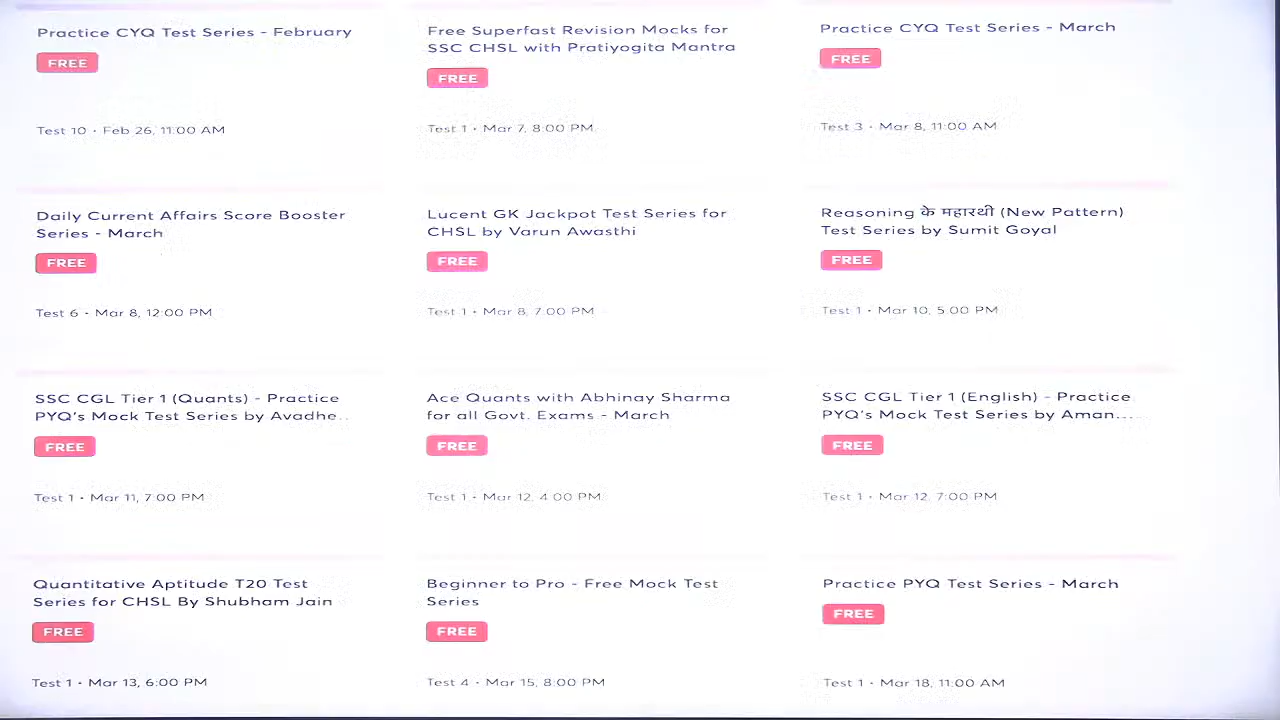 Practice CYQ Test Series - February
FREE
Test 10 • Feb 26, 11:00 AM
Free Superfast Revision Mocks for
SSC CHSL with Pratiyogita Mantra
FREE
Test 1 • Mar 7, 8:00 PM
Practice CYQ Test Series - March
FREE
Test 3 • Mar 8, 11:00 AM
Daily Current Affairs Score Booster
Series - March
FREE
Test 6 • Mar 8, 12:00 PM
Lucent GK Jackpot Test Series for
CHSL by Varun Awasthi
FREE
Test 1 • Mar 8, 7:00 PM
Reasoning के महारथी (New Pattern)
Test Series by Sumit Goyal
FREE
Test 1 • Mar 10, 5:00 PM
SSC CGL Tier 1 (Quants) - Practice
PYQ's Mock Test Series by Avadhe...
FREE
Test 1 • Mar 11, 7:00 PM
Ace Quants with Abhinay Sharma
for all Govt. Exams - March
FREE
Test 1 • Mar 12, 4:00 PM
SSC CGL Tier 1 (English) - Practice
PYQ's Mock Test Series by Aman...
FREE
Test 1 • Mar 12, 7:00 PM
Quantitative Aptitude T20 Test
Series for CHSL By Shubham Jain
FREE
Test 1 • Mar 13, 6:00 PM
Beginner to Pro - Free Mock Test
Series
FREE
Test 4 • Mar 15, 8:00 PM
Practice PYQ Test Series - March
FREE
Test 1 • Mar 18, 11:00 AM